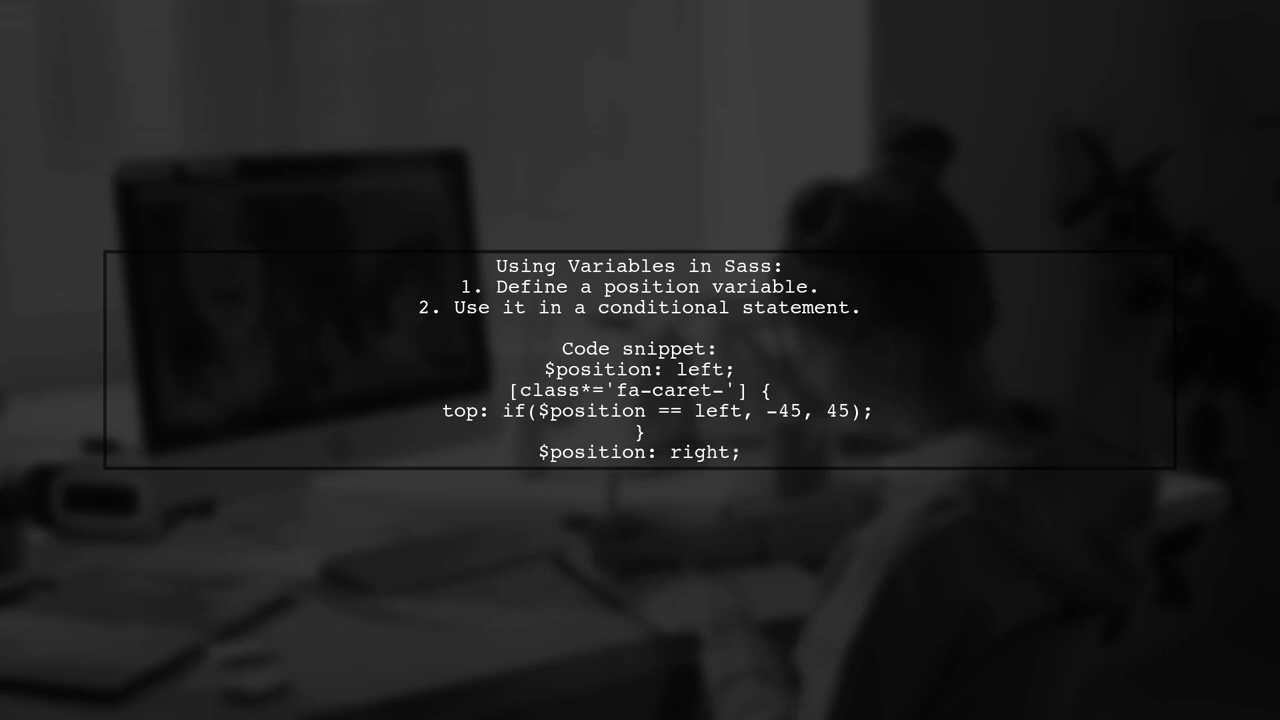 Using Variables in Sass:
1. Define a position variable.
2. Use it in a conditional statement.
Code snippet:
$position: left;
[class*='fa-caret-'] {
top: if($position == left, -45, 45);
}
$position: right;